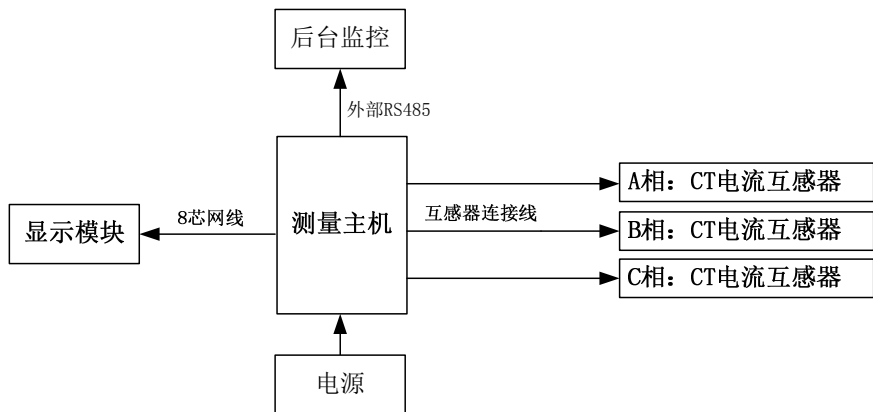 后台监控
外部RS485
A相：CT电流互感器
8芯网线
测量主机
互感器连接线
显示模块
B相：CT电流互感器
C相：CT电流互感器
电源